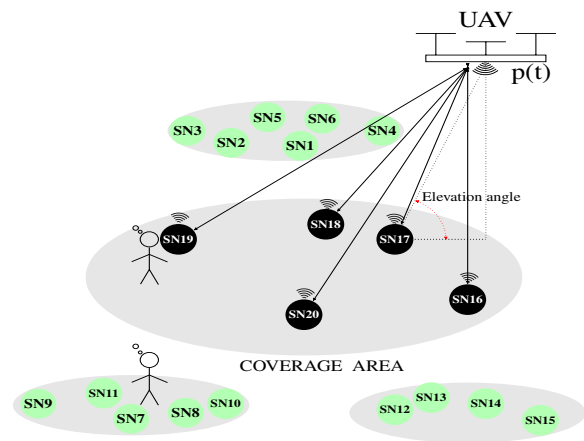 UAV
p(t)
SN5
SN6
SN3
SN4
SN2
SN1
Elevation angle
SN18
SN19
SN17
SN16
SN20
COVERAGE AREA
SN11
SN9
SN10
SN8
SN7
SN13
SN14
SN12
SN15